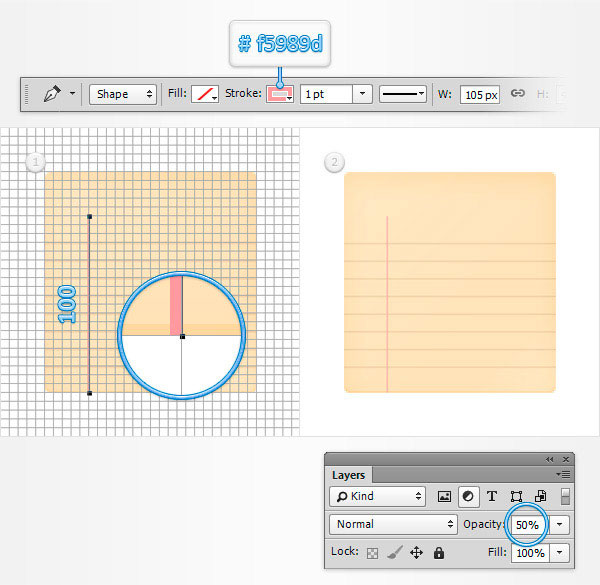 # f5989d
Shape Fill: Stroke: 1 pt W: 105 px H:
1
2
100
Layers
Kind T
Normal Opacity: 50%
Lock: Fill: 100%